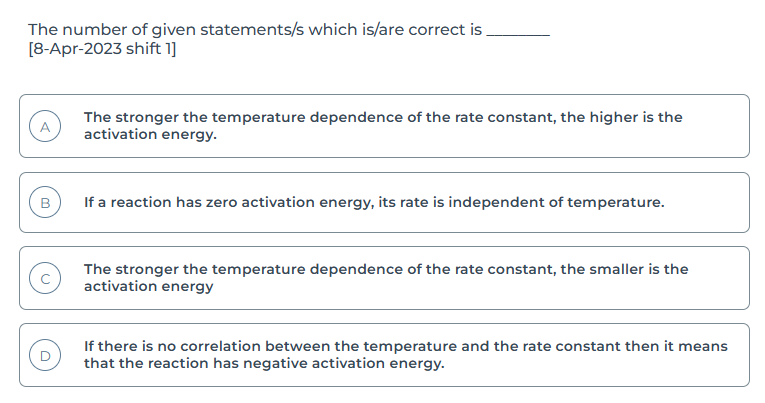 The number of given statements/s which is/are correct is ________
[8-Apr-2023 shift 1]
A
The stronger the temperature dependence of the rate constant, the higher is the
activation energy.
B
If a reaction has zero activation energy, its rate is independent of temperature.
C
The stronger the temperature dependence of the rate constant, the smaller is the
activation energy
D
If there is no correlation between the temperature and the rate constant then it means
that the reaction has negative activation energy.